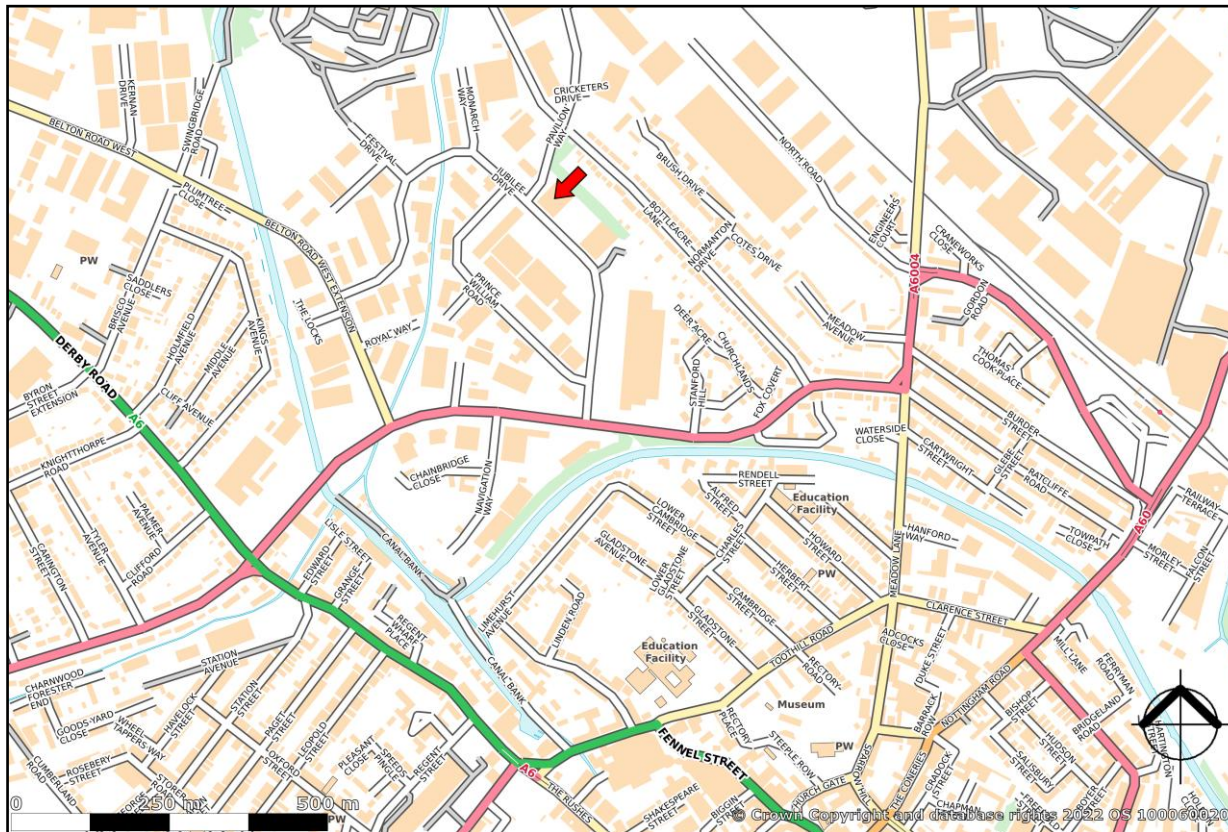 CRICKETERS
DRIVE
KERNAN
DRIVE
SWINGBRIDGE
ROAD
MONARCH
WAY
PAVILION
WAY
BELTON ROAD WEST
FESTIVAL
DRIVE
JUBILEE
DRIVE
BRUSH DRIVE
NORTH ROAD
PLUMTREE
CLOSE
BOTTLEACRE
LANE
NORMANTON
DRIVE
COTES DRIVE
ENGINEERS
COURT
CRANEWORKS
CLOSE
A6004
GORDON
ROAD
BELTON ROAD WEST EXTENSION
PW
SADDLERS
CLOSE
BRISCO
AVENUE
HOLMFIELD
AVENUE
MIDDLE
AVENUE
KINGS
AVENUE
THE LOCKS
ROYAL WAY
PRINCE
WILLIAM
ROAD
DEER ACRE
CHURCHLANDS
STANFORD
HILL
FOX COVERT
MEADOW
AVENUE
THOMAS
COOK PLACE
DERBY ROAD
A6
BYRON
STREET
EXTENSION
CLIFF AVENUE
KNIGHTTHORPE
ROAD
WATERSIDE
CLOSE
CARTWRIGHT
STREET
GLEBE
STREET
BURDER
STREET
RATCLIFFE
ROAD
CHAINBRIDGE
CLOSE
NAVIGATION
WAY
RENDELL
STREET
Education
Facility
ALFRED
STREET
CHARLES
STREET
LOWER
CAMBRIDGE
STREET
GLADSTONE
AVENUE
LOWER
GLADSTONE
STREET
HOWARD
STREET
HERBERT
STREET
CAMBRIDGE
STREET
GLADSTONE
STREET
PW
HANFORD
WAY
MEADOW LANE
TOWPATH
CLOSE
A60
MORLEY
STREET
RAILWAY
TERRACE
FALCON
STREET
PALMER
AVENUE
TYLER
AVENUE
CARINGTON
STREET
CLIFFORD
ROAD
LISLE STREET
EDWARD
STREET
GRANGE
STREET
CANAL BANK
LIMEHURST
AVENUE
LINDEN ROAD
REGENT
WHARF
PLACE
CANAL BANK
Education
Facility
TOOTHILL ROAD
RECTORY
ROAD
CLARENCE STREET
ADCOCKS
CLOSE
DUKE STREET
MILL LANE
FERRYMAN
ROAD
NOTTINGHAM ROAD
BARRACK
ROW
BISHOP
STREET
BRIDGELAND
ROAD
HARTINGTON
STREET
STATION
AVENUE
CHARNWOOD
FORESTER
END
GOODS-YARD
CLOSE
WHEEL
TAPPERS WAY
HAVELOCK
STREET
STATION
STREET
PAGET
STREET
LEOPOLD
STREET
OXFORD
STREET
ROSEBERY
STREET
CUMBERLAND
ROAD
PLEASANT
CLOSE
SPEEDS
PINGLE
REGENT
STREET
A6
THE RUSHES
FENNEL STREET
Museum
RECTORY
PLACE
STEEPLE ROW
PW
CHURCH GATE
SPARROW HILL
THE CONERIES
CRADDOCK
STREET
CHAPMAN
HUDSON
STREET
SALISBURY
STREET
SHAKESPEARE
STREET
BIGGIN
STREET
PW
0 250 m 500 m
© Crown Copyright and database rights 2022 OS 100060020